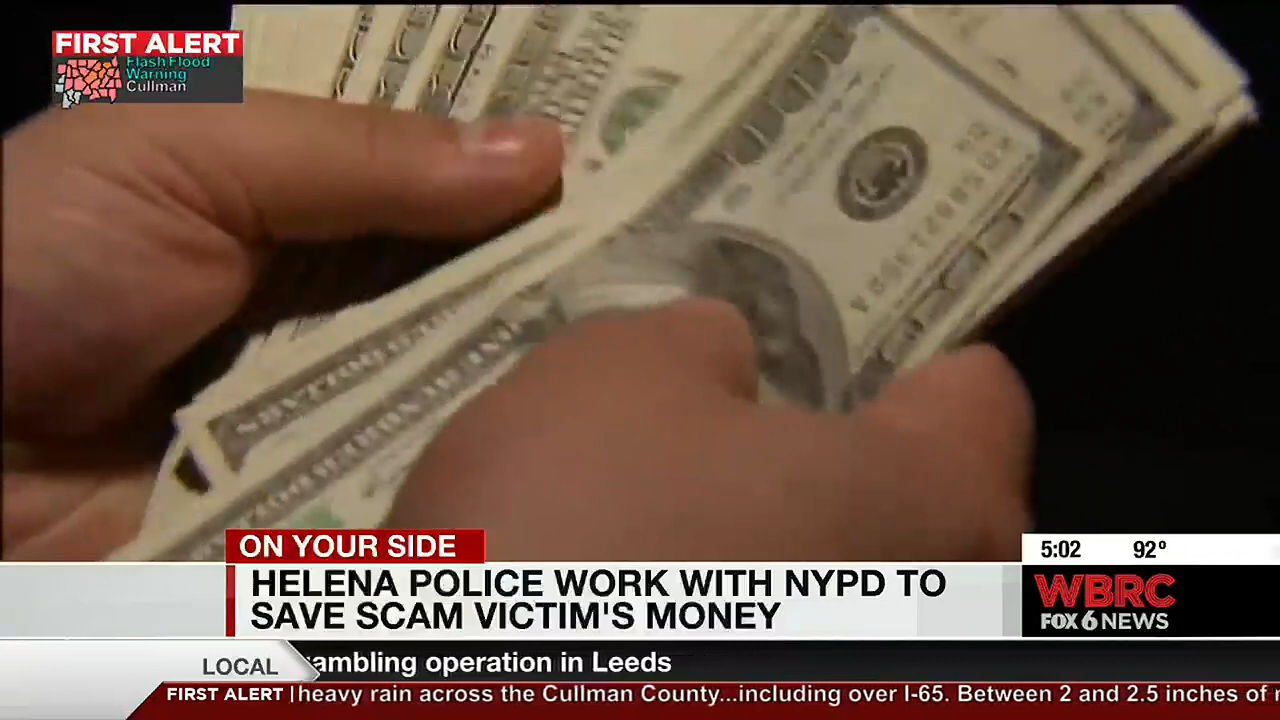 FIRST ALERT
Flash Flood
Warning
Cullman
ON YOUR SIDE
HELENA POLICE WORK WITH NYPD TO
SAVE SCAM VICTIM'S MONEY
5:02 92°
WBRC
FOX 6 NEWS
LOCAL
operation in Leeds
FIRST ALERT heavy rain across the Cullman County...including over I-65. Between 2 and 2.5 inches of